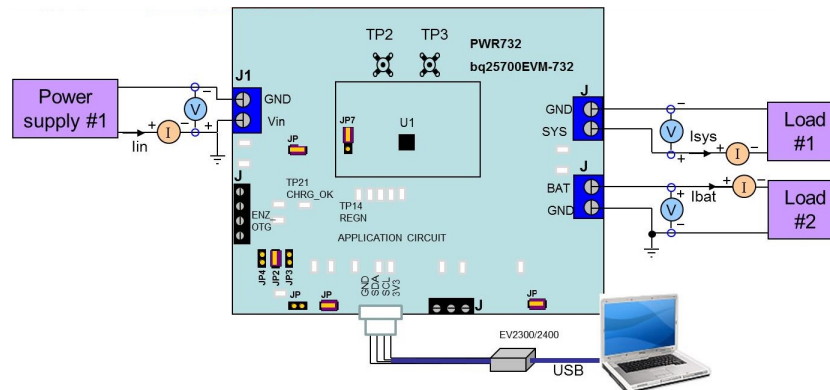 TP2 TP3
PWR732
bq25700EVM-732
J1
GND
Vin
Power
supply #1
V
+ I −
− +
Iin
JP7
U1
JP
J
GND
SYS
−
V
+
Isys
+ I −
Load
#1
J
BAT
GND
+
V
−
Ibat
+ I −
Load
#2
J
TP21
CHRG_OK
ENZ_
OTG
TP14
REGN
APPLICATION CIRCUIT
JP4
JP2
JP3
JP
JP
GND
SDA
SCL
3V3
J
JP
EV2300/2400
USB